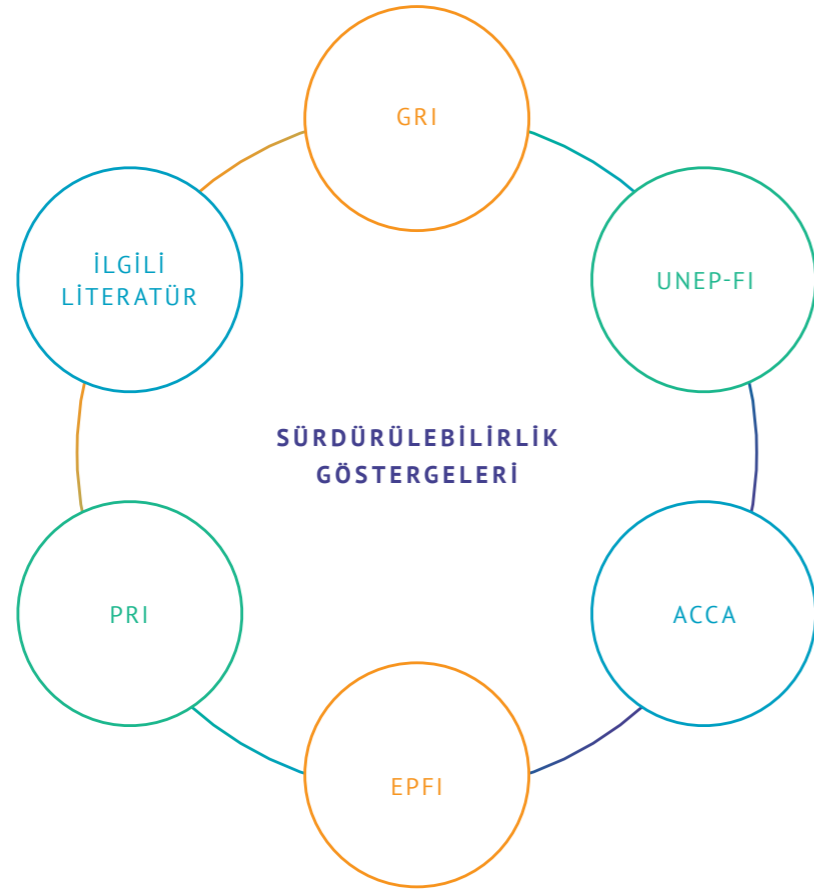 GRI
İLGİLİ
LİTERATÜR
UNEP-FI
SÜRDÜRÜLEBİLİRLİK
GÖSTERGELERİ
PRI
ACCA
EPFI